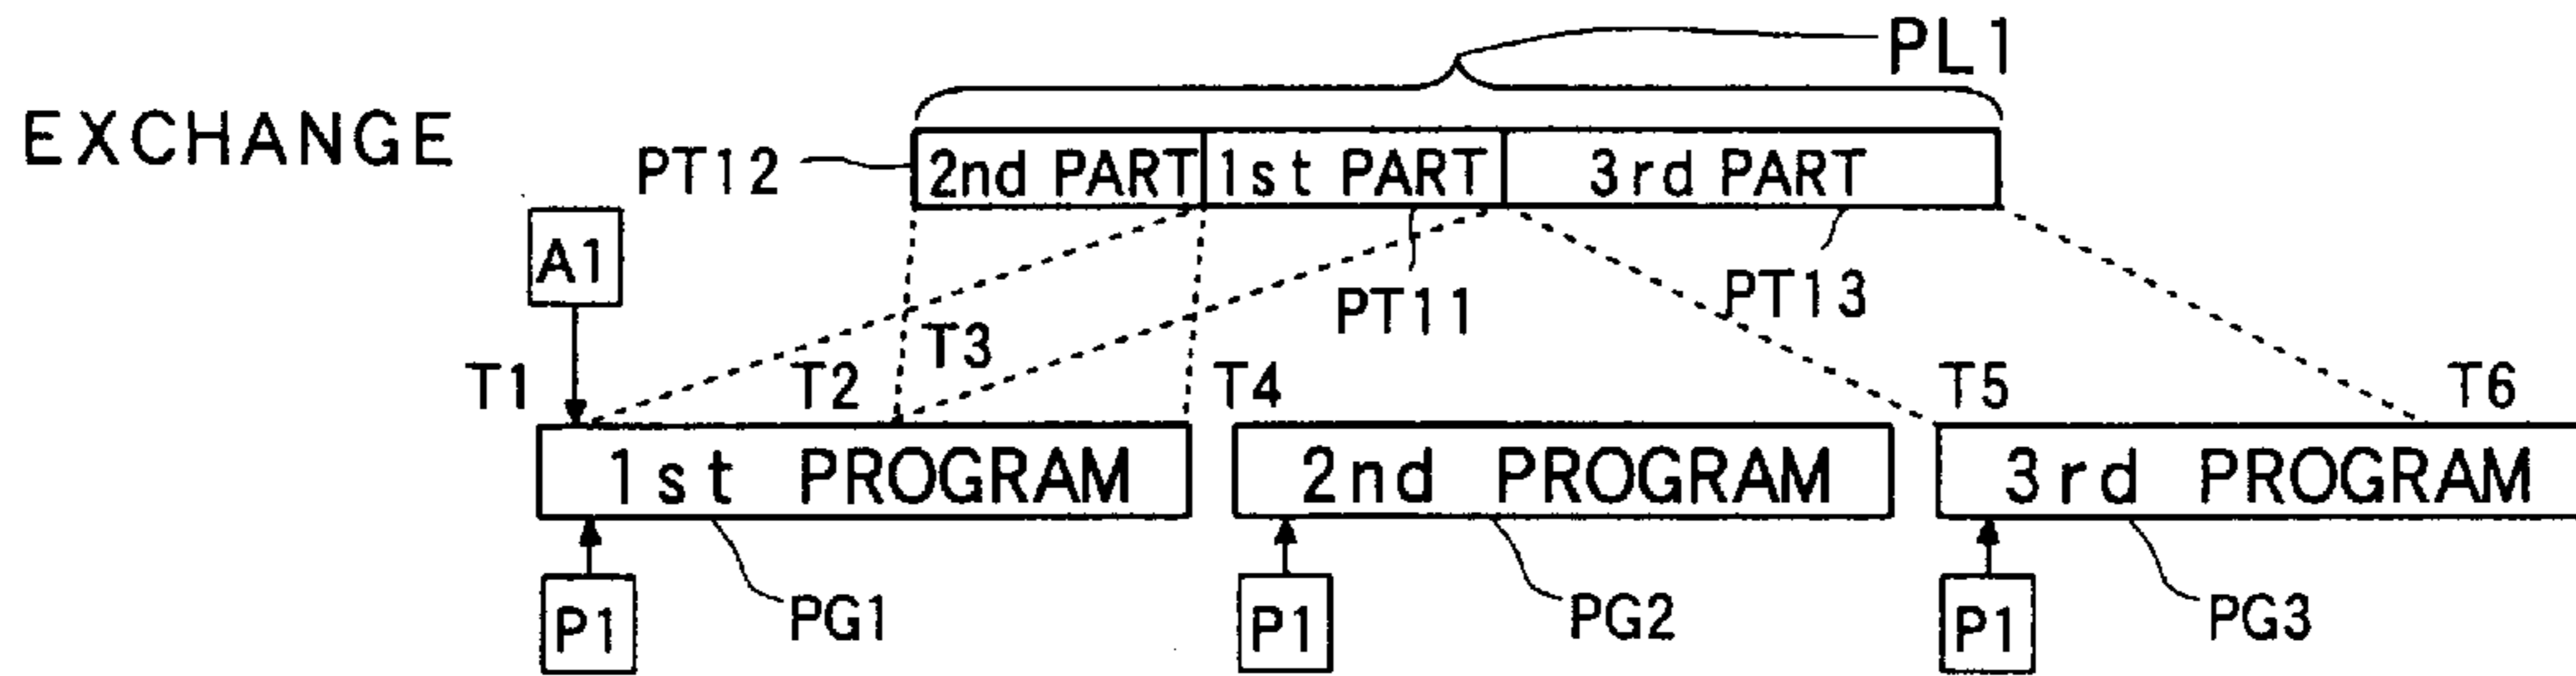 PL1
EXCHANGE
PT12 2nd PART 1st PART 3rd PART
A1
PT11 PT13
T1 T2 T3 T4 T5 T6
1st PROGRAM 2nd PROGRAM 3rd PROGRAM
P1 PG1 P1 PG2 P1 PG3